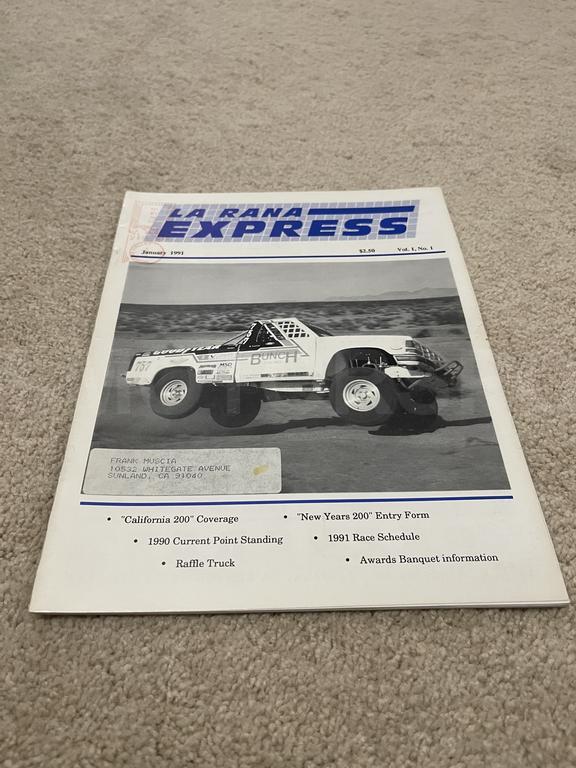 LA RANA
EXPRESS
January 1991 $2.50 Vol. 1, No. 1
GOODYEAR
BUNCH
757
MSD
FRANK MUSCIA
10532 WHITEGATE AVENUE
SUNLAND, CA 91040
• "California 200" Coverage • "New Years 200" Entry Form
• 1990 Current Point Standing • 1991 Race Schedule
• Raffle Truck • Awards Banquet information